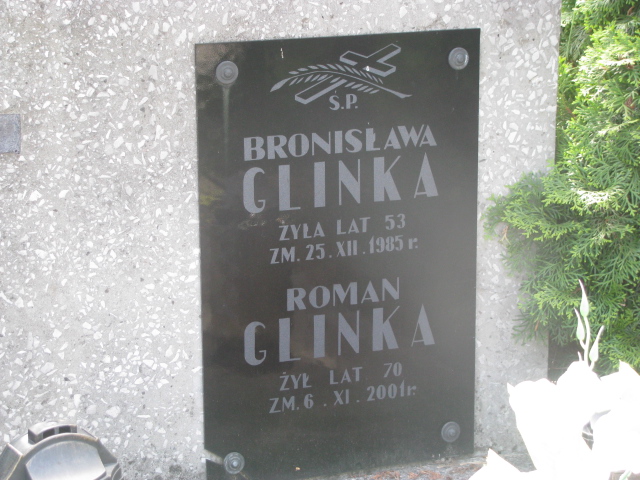 Ś.P.
BRONISŁAWA
GLINKA
ŻYŁA LAT 53
ZM. 25. XII. 1985 r.
ROMAN
GLINKA
ŻYŁ LAT 70
ZM. 6. XI. 2001 r.